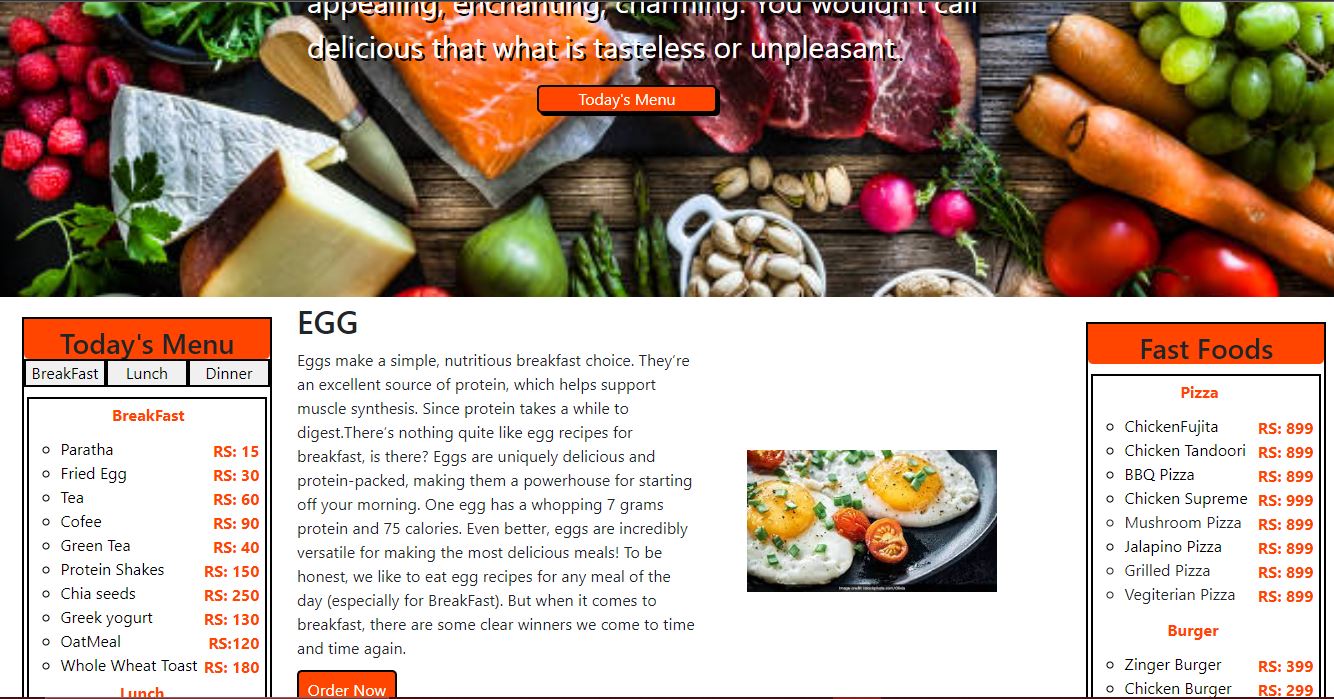 appealing, enchanting, charming. You wouldn't call
delicious that what is tasteless or unpleasant.
Today's Menu
Today's Menu
BreakFast Lunch Dinner
BreakFast
Paratha RS: 15
Fried Egg RS: 30
Tea RS: 60
Cofee RS: 90
Green Tea RS: 40
Protein Shakes RS: 150
Chia seeds RS: 250
Greek yogurt RS: 130
OatMeal RS:120
Whole Wheat Toast RS: 180
Lunch
EGG
Eggs make a simple, nutritious breakfast choice. They're
an excellent source of protein, which helps support
muscle synthesis. Since protein takes a while to
digest.There's nothing quite like egg recipes for
breakfast, is there? Eggs are uniquely delicious and
protein-packed, making them a powerhouse for starting
off your morning. One egg has a whopping 7 grams
protein and 75 calories. Even better, eggs are incredibly
versatile for making the most delicious meals! To be
honest, we like to eat egg recipes for any meal of the
day (especially for BreakFast). But when it comes to
breakfast, there are some clear winners we come to time
and time again.
Order Now
Fast Foods
Pizza
ChickenFujita RS: 899
Chicken Tandoori RS: 899
BBQ Pizza RS: 899
Chicken Supreme RS: 999
Mushroom Pizza RS: 899
Jalapino Pizza RS: 899
Grilled Pizza RS: 899
Vegiterian Pizza RS: 899
Burger
Zinger Burger RS: 399
Chicken Burger RS: 299